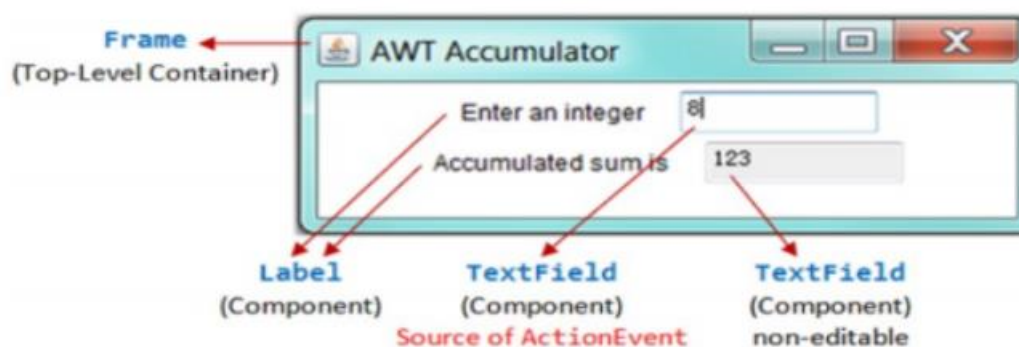 Frame
(Top-Level Container)
AWT Accumulator
Enter an integer 8
Accumulated sum is 123
Label TextField TextField
(Component) (Component) (Component)
Source of ActionEvent non-editable